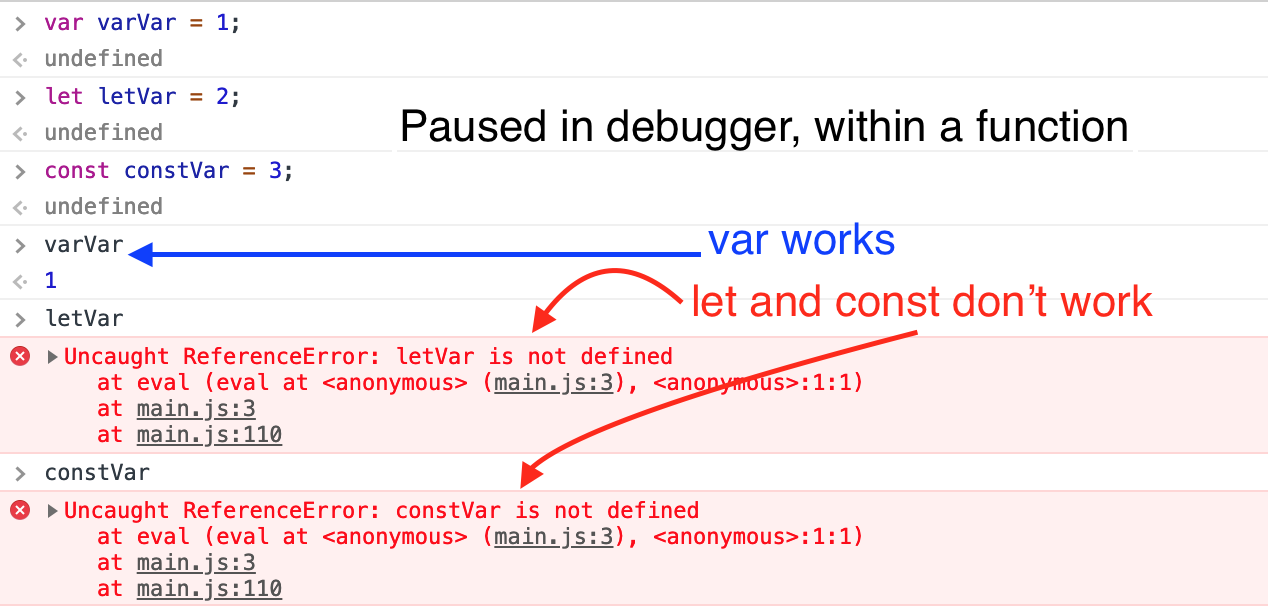 > var varVar = 1;
undefined
> let letVar = 2;
undefined
Paused in debugger, within a function
> const constVar = 3;
undefined
> varVar
var works
1
let and const don’t work
> letVar
Uncaught ReferenceError: letVar is not defined
at eval (eval at <anonymous> (main.js:3), <anonymous>:1:1)
at main.js:3
at main.js:110
> constVar
Uncaught ReferenceError: constVar is not defined
at eval (eval at <anonymous> (main.js:3), <anonymous>:1:1)
at main.js:3
at main.js:110